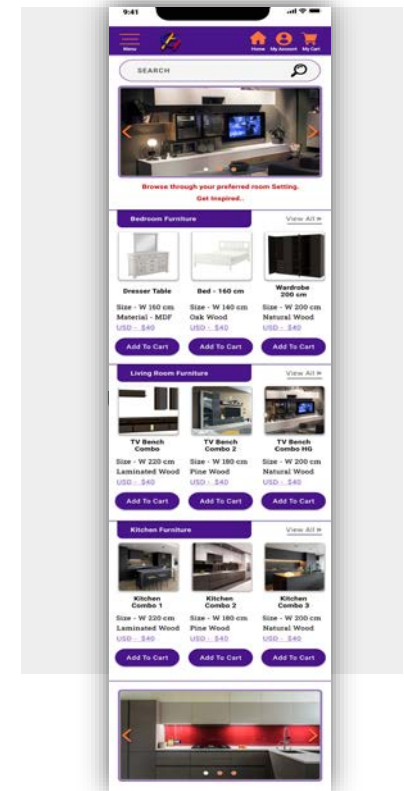 9:41
Menu
Home My Account My Cart
SEARCH
Browse through your preferred room Setting.
Get Inspired..
Bedroom Furniture View All »
Dresser Table Bed - 160 cm Wardrobe
200 cm
Size - W 160 cm Size - W 140 cm Size - W 200 cm
Material - MDF Oak Wood Natural Wood
USD - $40 USD - $40 USD - $40
Add To Cart Add To Cart Add To Cart
Living Room Furniture View All »
TV Bench TV Bench TV Bench
Combo Combo 2 Combo HG
Size - W 220 cm Size - W 180 cm Size - W 200 cm
Laminated Wood Pine Wood Natural Wood
USD - $40 USD - $40 USD - $40
Add To Cart Add To Cart Add To Cart
Kitchen Furniture View All »
Kitchen Kitchen Kitchen
Combo 1 Combo 2 Combo 3
Size - W 220 cm Size - W 180 cm Size - W 200 cm
Laminated Wood Pine Wood Natural Wood
USD - $40 USD - $40 USD - $40
Add To Cart Add To Cart Add To Cart